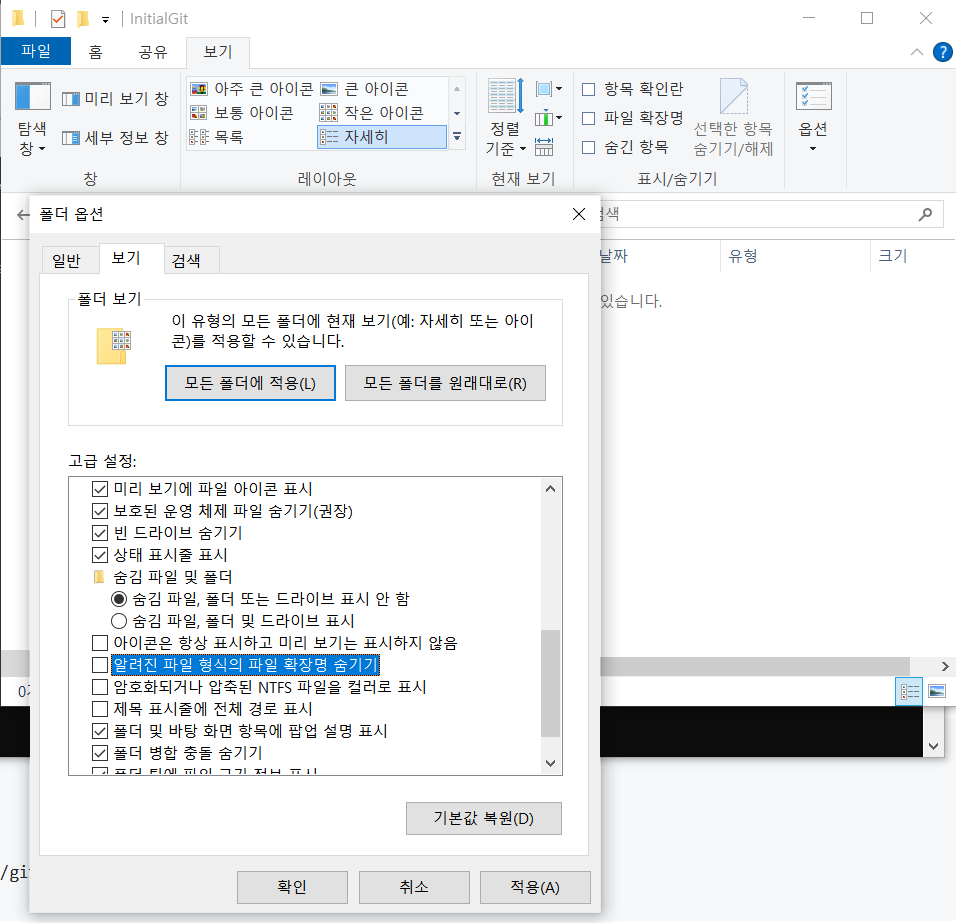 InitialGit
파일 홈 공유 보기
아주 큰 아이콘 큰 아이콘
미리 보기 창 보통 아이콘 작은 아이콘
세부 정보 창 목록 자세히
탐색 창
정렬 기준
항목 확인란
파일 확장명
숨긴 항목
선택한 항목 숨기기/해제
옵션
창 레이아웃 현재 보기 표시/숨기기
폴더 옵션
검색
날짜 유형 크기
있습니다.
일반 보기 검색
폴더 보기
이 유형의 모든 폴더에 현재 보기(예: 자세히 또는 아이
콘)를 적용할 수 있습니다.
모든 폴더에 적용(L) 모든 폴더를 원래대로(R)
고급 설정:
미리 보기에 파일 아이콘 표시
보호된 운영 체제 파일 숨기기(권장)
빈 드라이브 숨기기
상태 표시줄 표시
숨김 파일 및 폴더
숨김 파일, 폴더 또는 드라이브 표시 안 함
숨김 파일, 폴더 및 드라이브 표시
아이콘은 항상 표시하고 미리 보기는 표시하지 않음
알려진 파일 형식의 파일 확장명 숨기기
암호화되거나 압축된 NTFS 파일을 컬러로 표시
제목 표시줄에 전체 경로 표시
폴더 및 바탕 화면 항목에 팝업 설명 표시
폴더 병합 충돌 숨기기
폴더 팁에 파일 크기 정보 표시
기본값 복원(D)
/gi
확인 취소 적용(A)